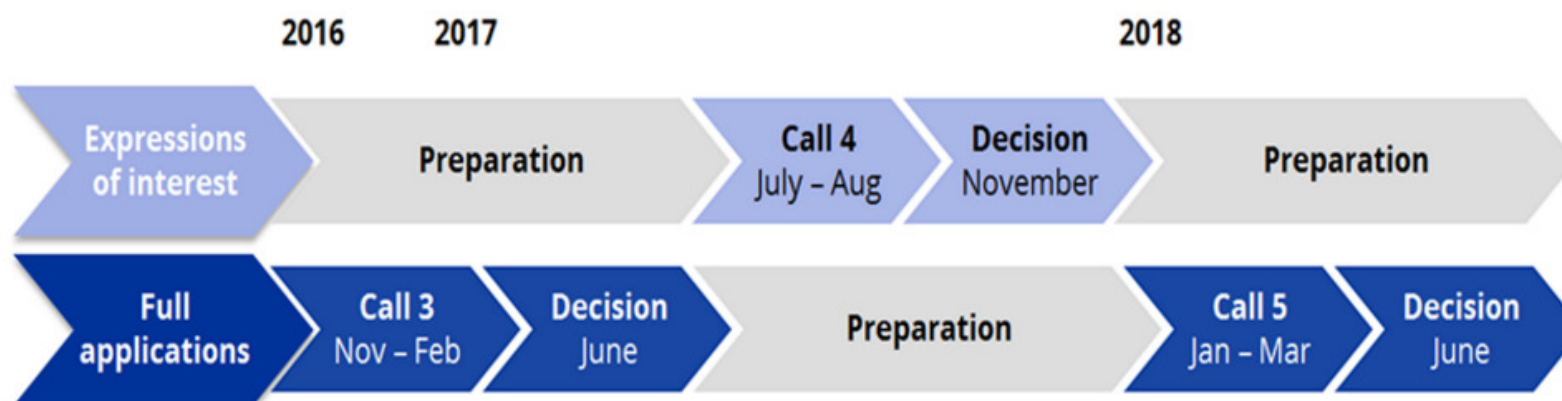 2016 2017 2018
Expressions
of interest
Preparation
Call 4
July – Aug
Decision
November
Preparation
Full
applications
Call 3
Nov – Feb
Decision
June
Preparation
Call 5
Jan – Mar
Decision
June